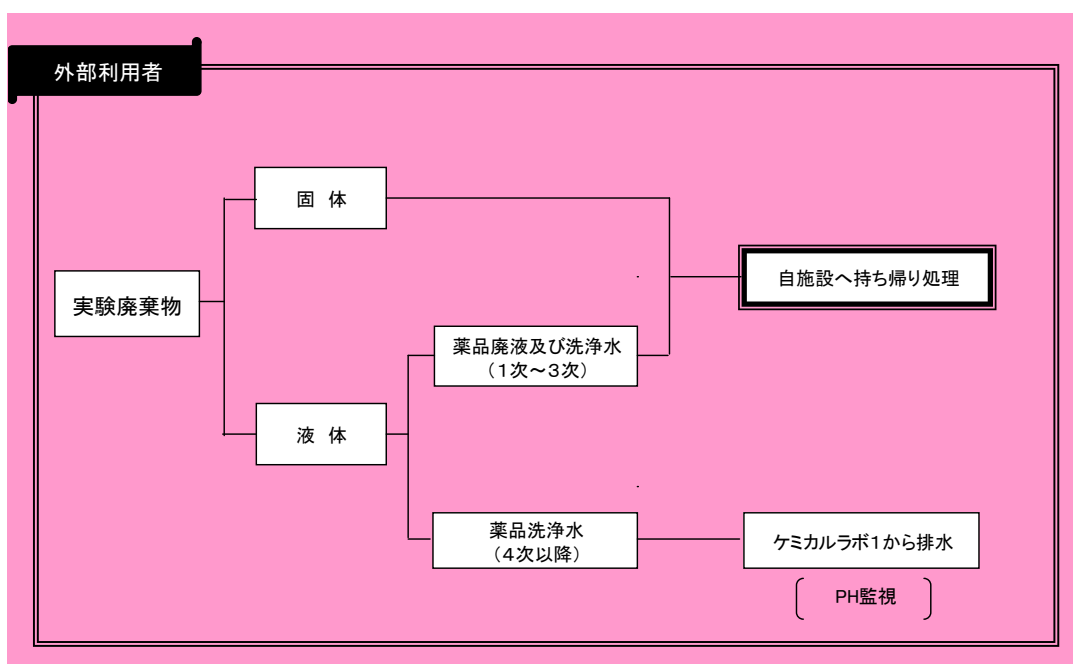 外部利用者
固 体
自施設へ持ち帰り処理
実験廃棄物
薬品廃液及び洗浄水
（１次～３次）
液 体
薬品洗浄水
（４次以降）
ケミカルラボ１から排水
PH監視